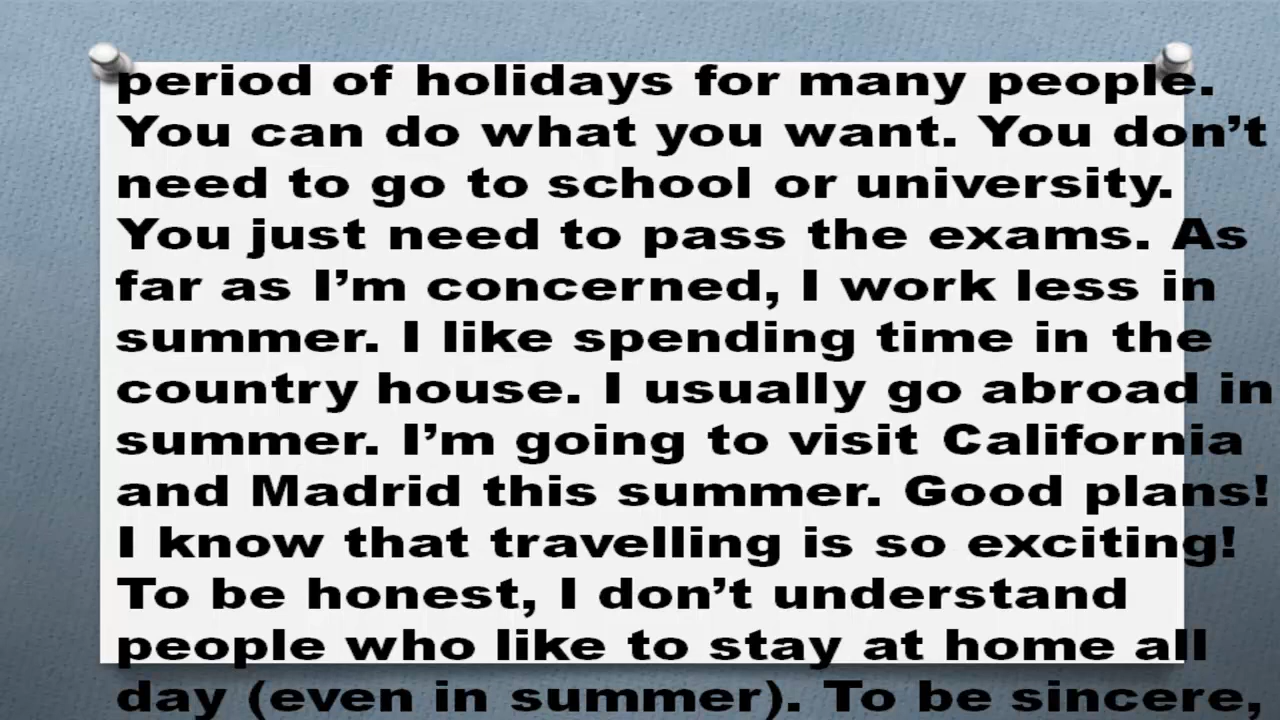 period of holidays for many people.
You can do what you want. You don’t
need to go to school or university.
You just need to pass the exams. As
far as I’m concerned, I work less in
summer. I like spending time in the
country house. I usually go abroad in
summer. I’m going to visit California
and Madrid this summer. Good plans!
I know that travelling is so exciting!
To be honest, I don’t understand
people who like to stay at home all
day (even in summer). To be sincere,